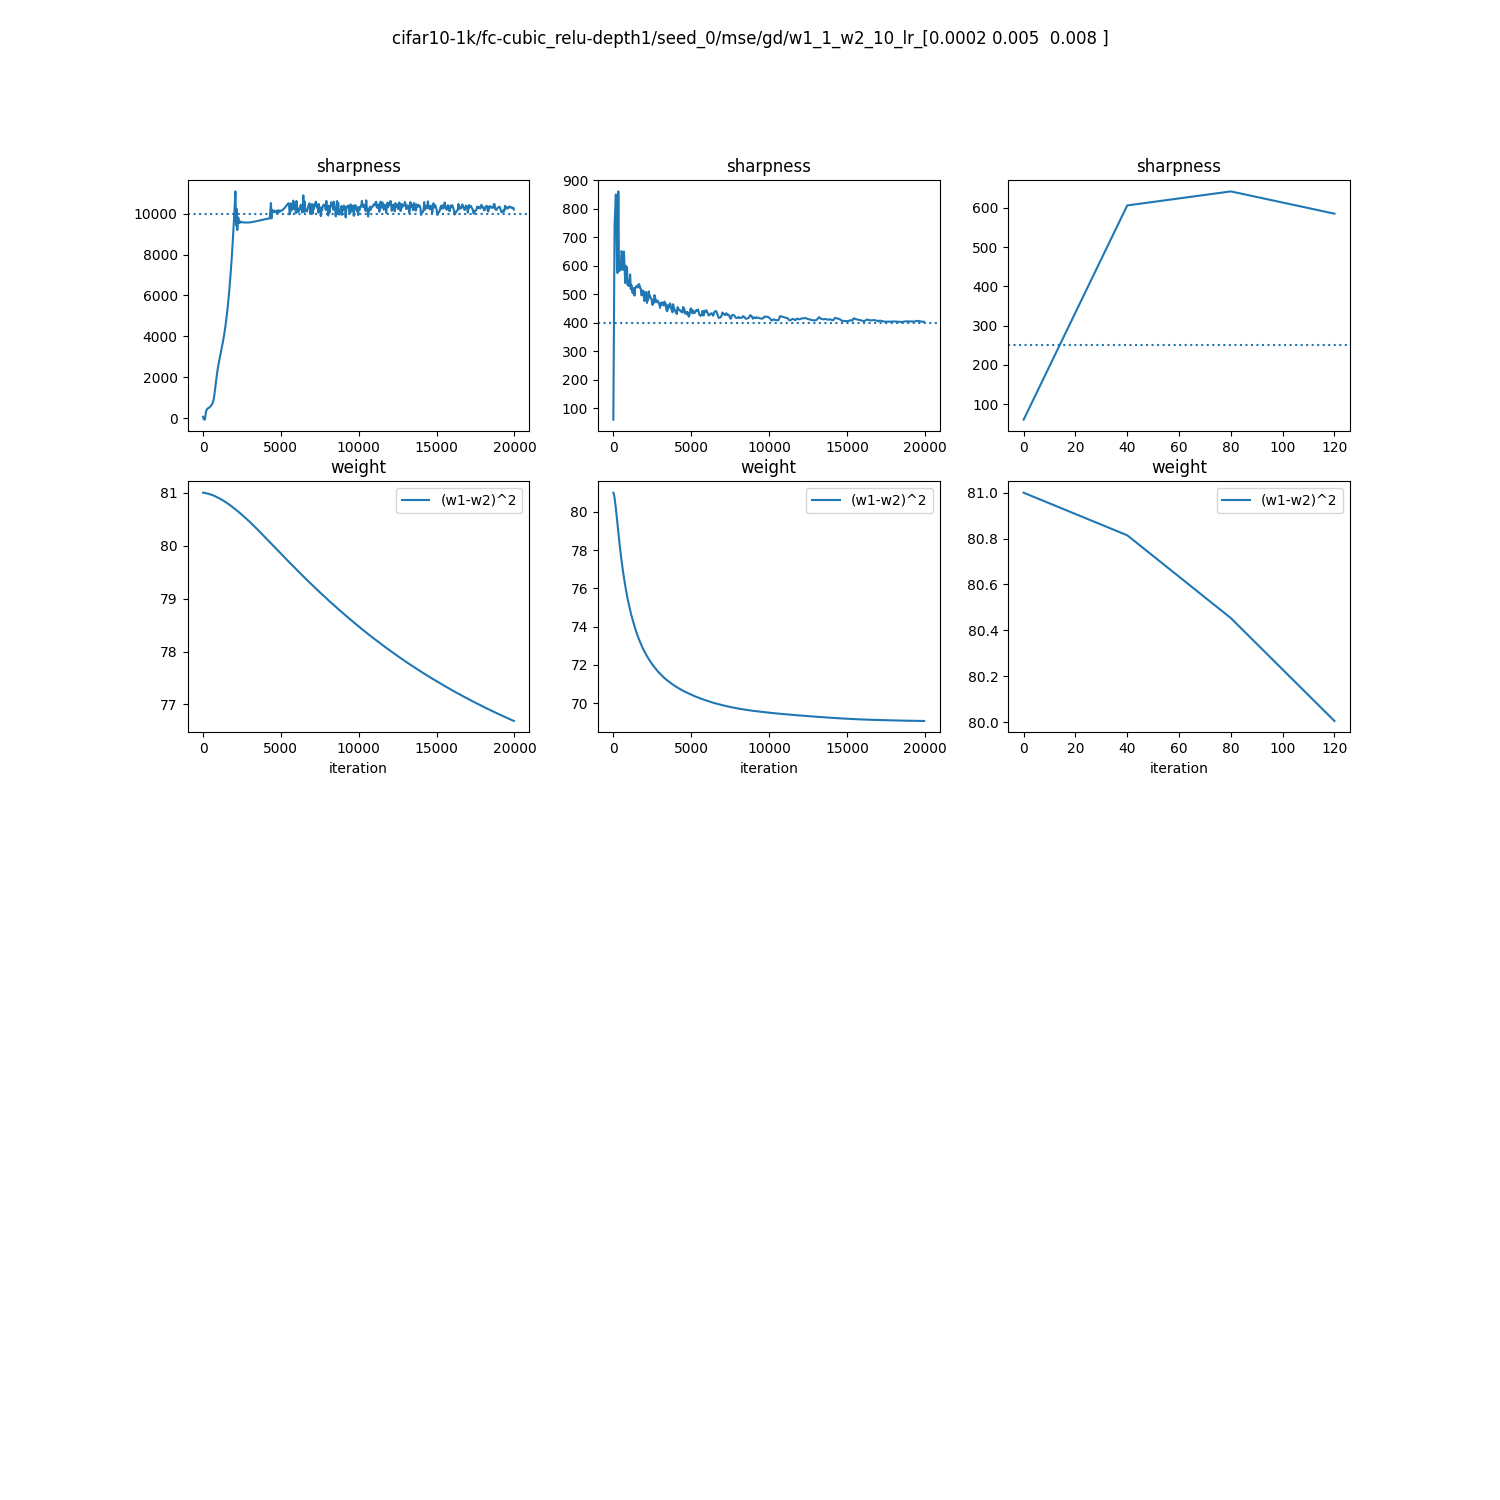 cifar10-1k/fc-cubic_relu-depth1/seed_0/mse/gd/w1_1_w2_10_lr_[0.0002 0.005  0.008 ]
sharpness
10000
8000
6000
4000
2000
0
0 5000 10000 15000 20000
sharpness
900
800
700
600
500
400
300
200
100
0 5000 10000 15000 20000
sharpness
600
500
400
300
200
100
0 20 40 60 80 100 120
weight
(w1-w2)^2
81
80
79
78
77
0 5000 10000 15000 20000
iteration
weight
(w1-w2)^2
80
78
76
74
72
70
0 5000 10000 15000 20000
iteration
weight
(w1-w2)^2
81.0
80.8
80.6
80.4
80.2
80.0
0 20 40 60 80 100 120
iteration